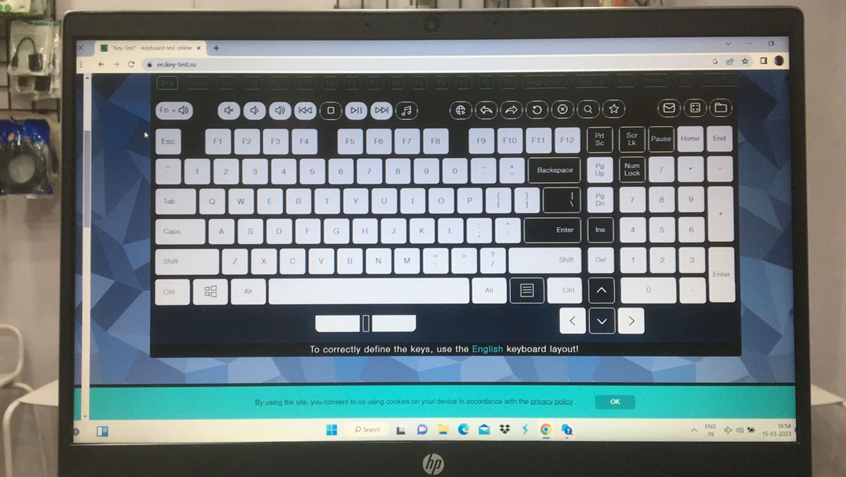 "Key-Test" - keyboard test online
en.key-test.ru
End
Fn +
Esc F1 F2 F3 F4 F5 F6 F7 F8 F9 F10 F11 F12 Prt Sc Scr Lk Pause Home End
~ ` 1 2 3 4 5 6 7 8 9 0 - + = Backspace Pg Up Num Lock / * -
Tab Q W E R T Y U I O P { [ } ] | \ Pg Dn 7 8 9 +
Caps A S D F G H J K L : ; " ' Enter Ins 4 5 6
Shift Z X C V B N M < , > . ? / Shift Del 1 2 3 Enter
Ctrl Alt Alt Ctrl 0 .
To correctly define the keys, use the English keyboard layout!
By using the site, you consent to us using cookies on your device in accordance with the privacy policy
OK
Search
ENG
IN
18:54
15-03-2023
hp